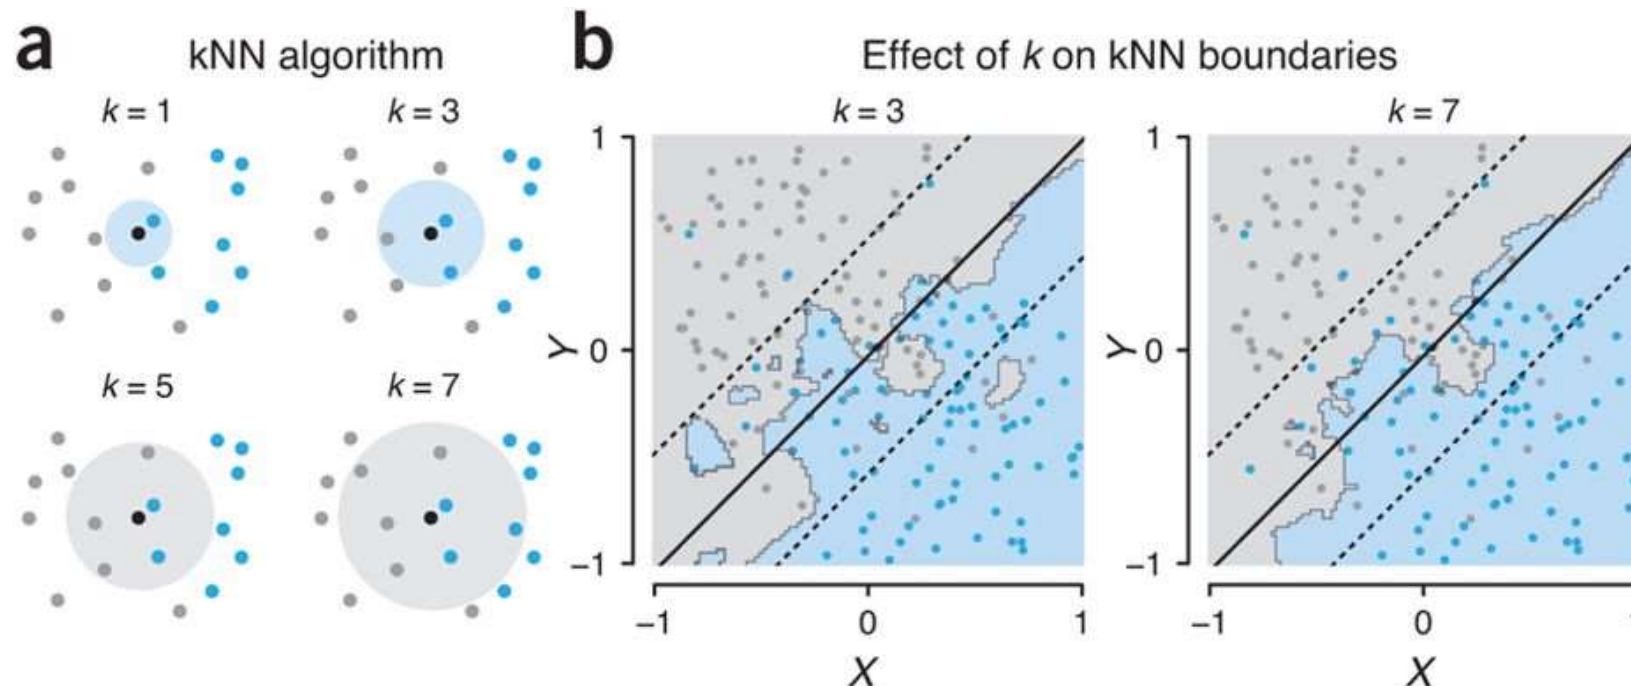 a
kNN algorithm
k = 1
k = 3
k = 5
k = 7
b
Effect of k on kNN boundaries
k = 3
1
0
−1
Y
−1
0
1
X
k = 7
1
0
−1
Y
−1
0
X